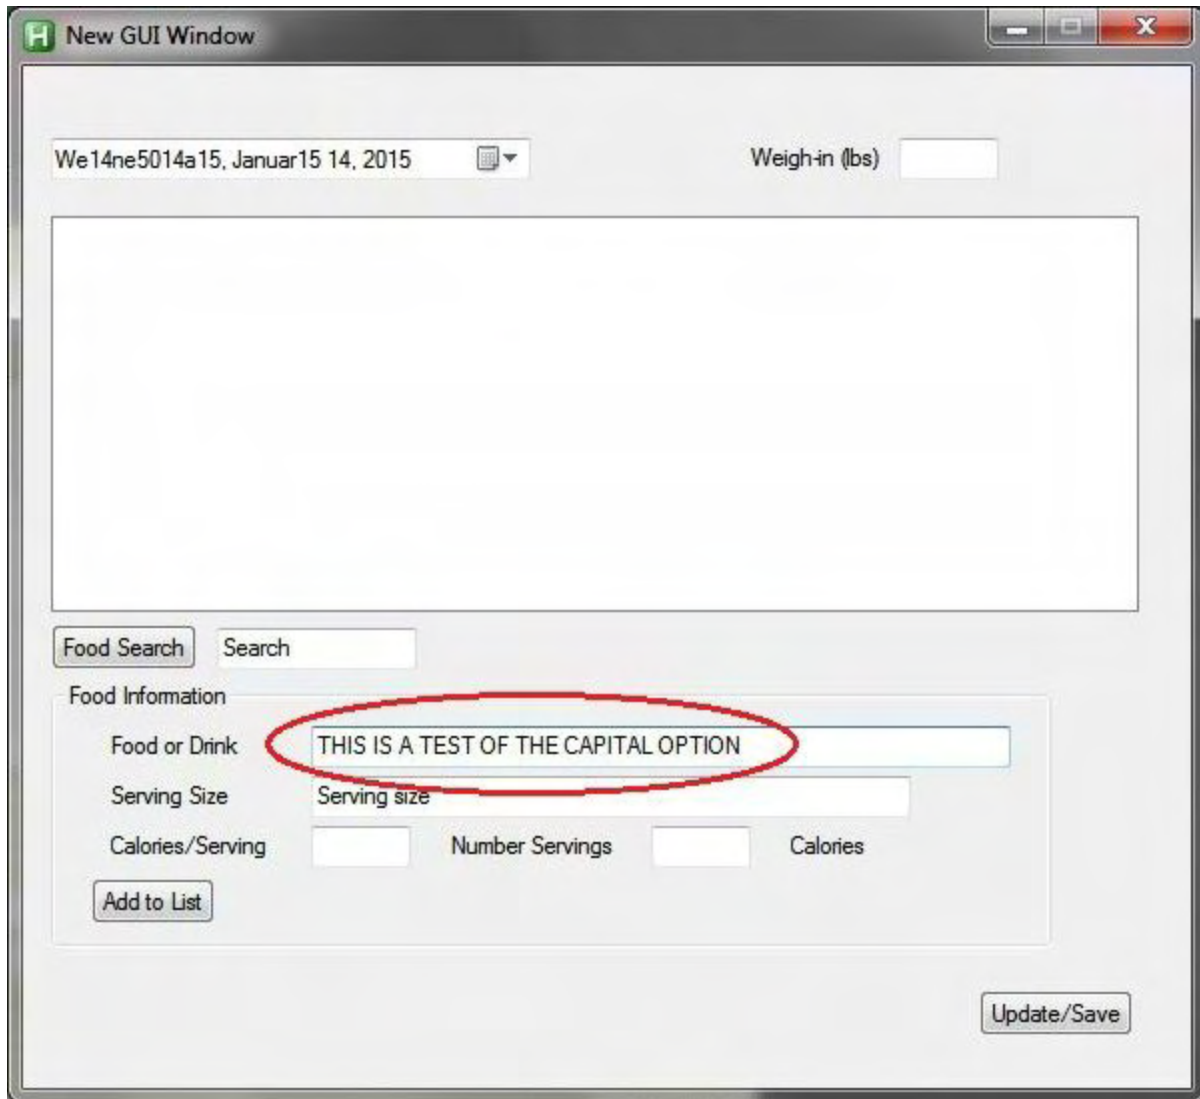 New GUI Window
We14ne5014a15, Januar15 14, 2015 Weigh-in (lbs)
Food Search Search
Food Information
Food or Drink THIS IS A TEST OF THE CAPITAL OPTION
Serving Size Serving size
Calories/Serving Number Servings Calories
Add to List
Update/Save